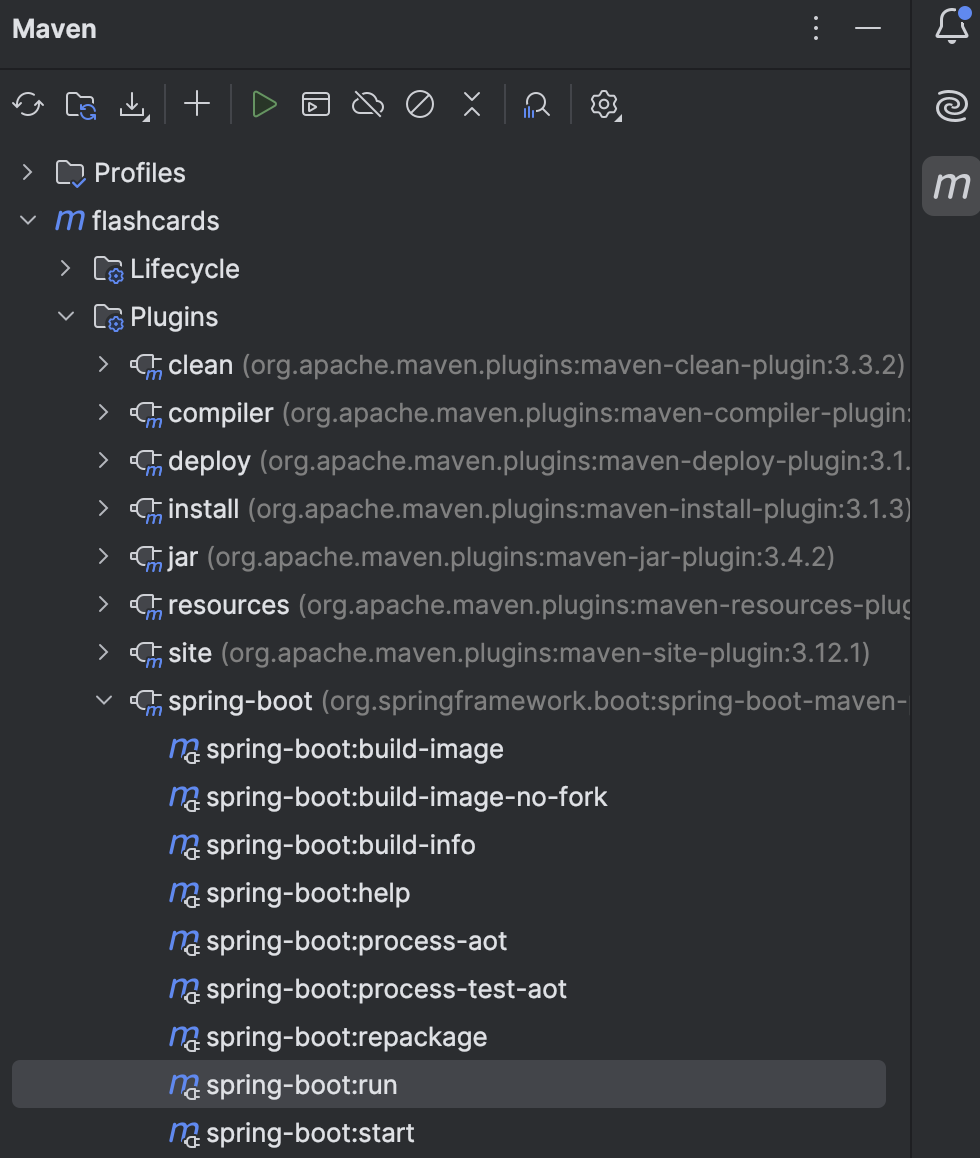 Maven
Profiles
m flashcards
Lifecycle
Plugins
clean (org.apache.maven.plugins:maven-clean-plugin:3.3.2)
compiler (org.apache.maven.plugins:maven-compiler-plugin:
deploy (org.apache.maven.plugins:maven-deploy-plugin:3.1.
install (org.apache.maven.plugins:maven-install-plugin:3.1.3)
jar (org.apache.maven.plugins:maven-jar-plugin:3.4.2)
resources (org.apache.maven.plugins:maven-resources-plug
site (org.apache.maven.plugins:maven-site-plugin:3.12.1)
spring-boot (org.springframework.boot:spring-boot-maven-
spring-boot:build-image
spring-boot:build-image-no-fork
spring-boot:build-info
spring-boot:help
spring-boot:process-aot
spring-boot:process-test-aot
spring-boot:repackage
spring-boot:run
spring-boot:start
m